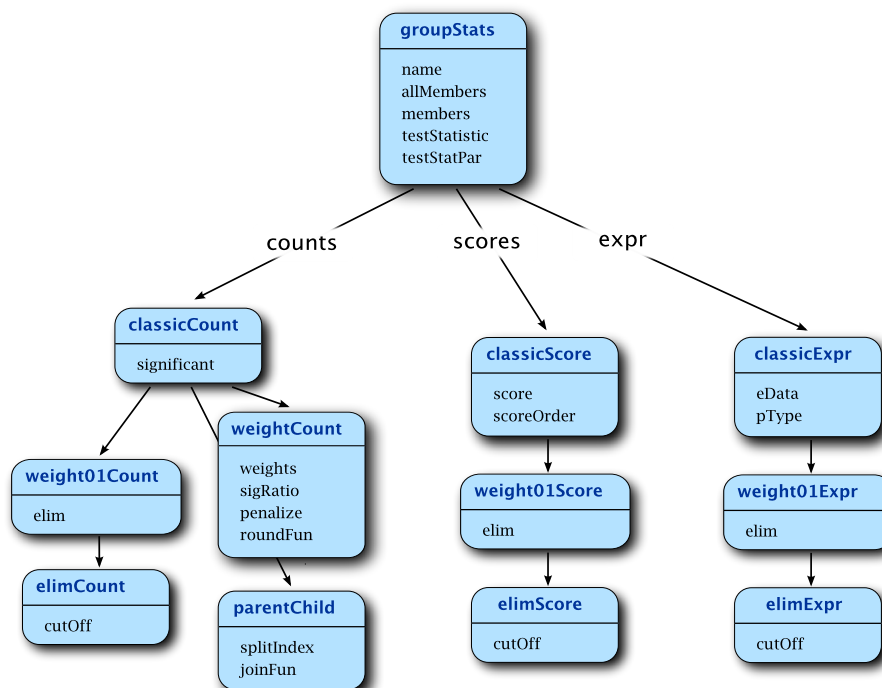 groupStats
name
allMembers
members
testStatistic
testStatPar
counts
scores
expr
classicCount
significant
classicScore
score
scoreOrder
classicExpr
eData
pType
weightCount
weights
sigRatio
penalize
roundFun
weight01Count
elim
weight01Score
elim
weight01Expr
elim
elimCount
cutOff
parentChild
splitIndex
joinFun
elimScore
cutOff
elimExpr
cutOff